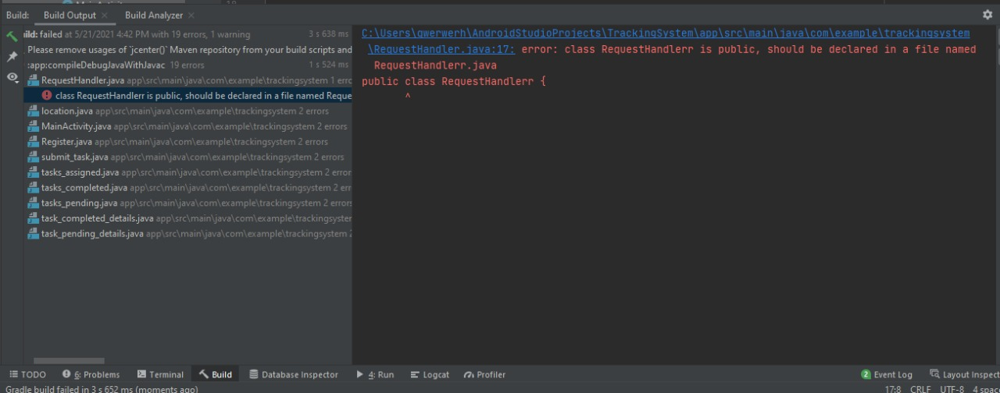 MainActivity
18
Build: Build Output × Build Analyzer ×
ild: failed at 5/21/2021 4:42 PM with 19 errors, 1 warning 3 s 638 ms
Please remove usages of `jcenter()` Maven repository from your build scripts and
:app:compileDebugJavaWithJavac 19 errors 1 s 524 ms
RequestHandler.java app\src\main\java\com\example\trackingsystem 1 erro
class RequestHandlerr is public, should be declared in a file named Reque
location.java app\src\main\java\com\example\trackingsystem 2 errors
MainActivity.java app\src\main\java\com\example\trackingsystem 2 errors
Register.java app\src\main\java\com\example\trackingsystem 2 errors
submit_task.java app\src\main\java\com\example\trackingsystem 2 errors
tasks_assigned.java app\src\main\java\com\example\trackingsystem 2 erro
tasks_completed.java app\src\main\java\com\example\trackingsystem 2 err
tasks_pending.java app\src\main\java\com\example\trackingsystem 2 errors
task_completed_details.java app\src\main\java\com\example\trackingsyster
task_pending_details.java app\src\main\java\com\example\trackingsystem 2
C:\Users\qwerwerh\AndroidStudioProjects\TrackingSystem\app\src\main\java\com\example\trackingsystem
\RequestHandler.java:17: error: class RequestHandlerr is public, should be declared in a file named
RequestHandlerr.java
public class RequestHandlerr {
^
TODO 6: Problems Terminal Build Database Inspector 4: Run Logcat Profiler 2 Event Log Layout Inspect
Gradle build failed in 3 s 652 ms (moments ago) 17:8 CRLF UTF-8 4 spac